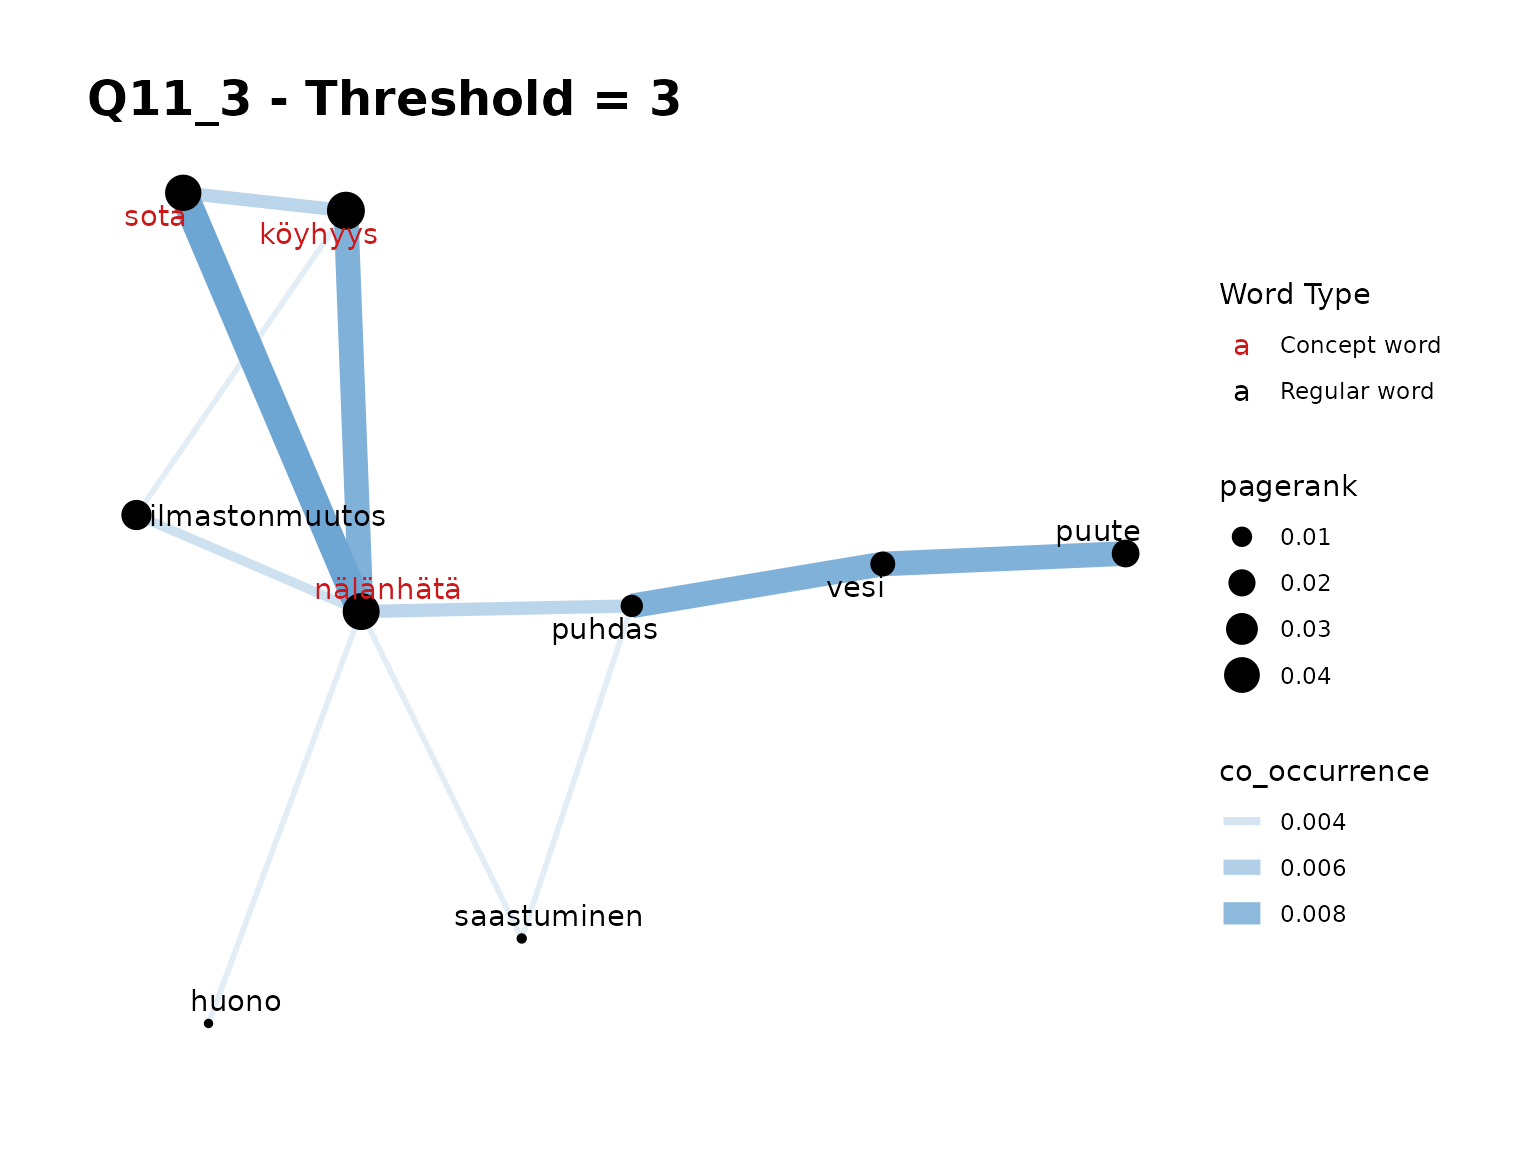 Q11_3 - Threshold = 3
sota
köyhyys
ilmastonmuutos
nälänhätä
puhdas
vesi
puute
saastuminen
huono
Word Type
a Concept word
a Regular word
pagerank
0.01
0.02
0.03
0.04
co_occurrence
0.004
0.006
0.008